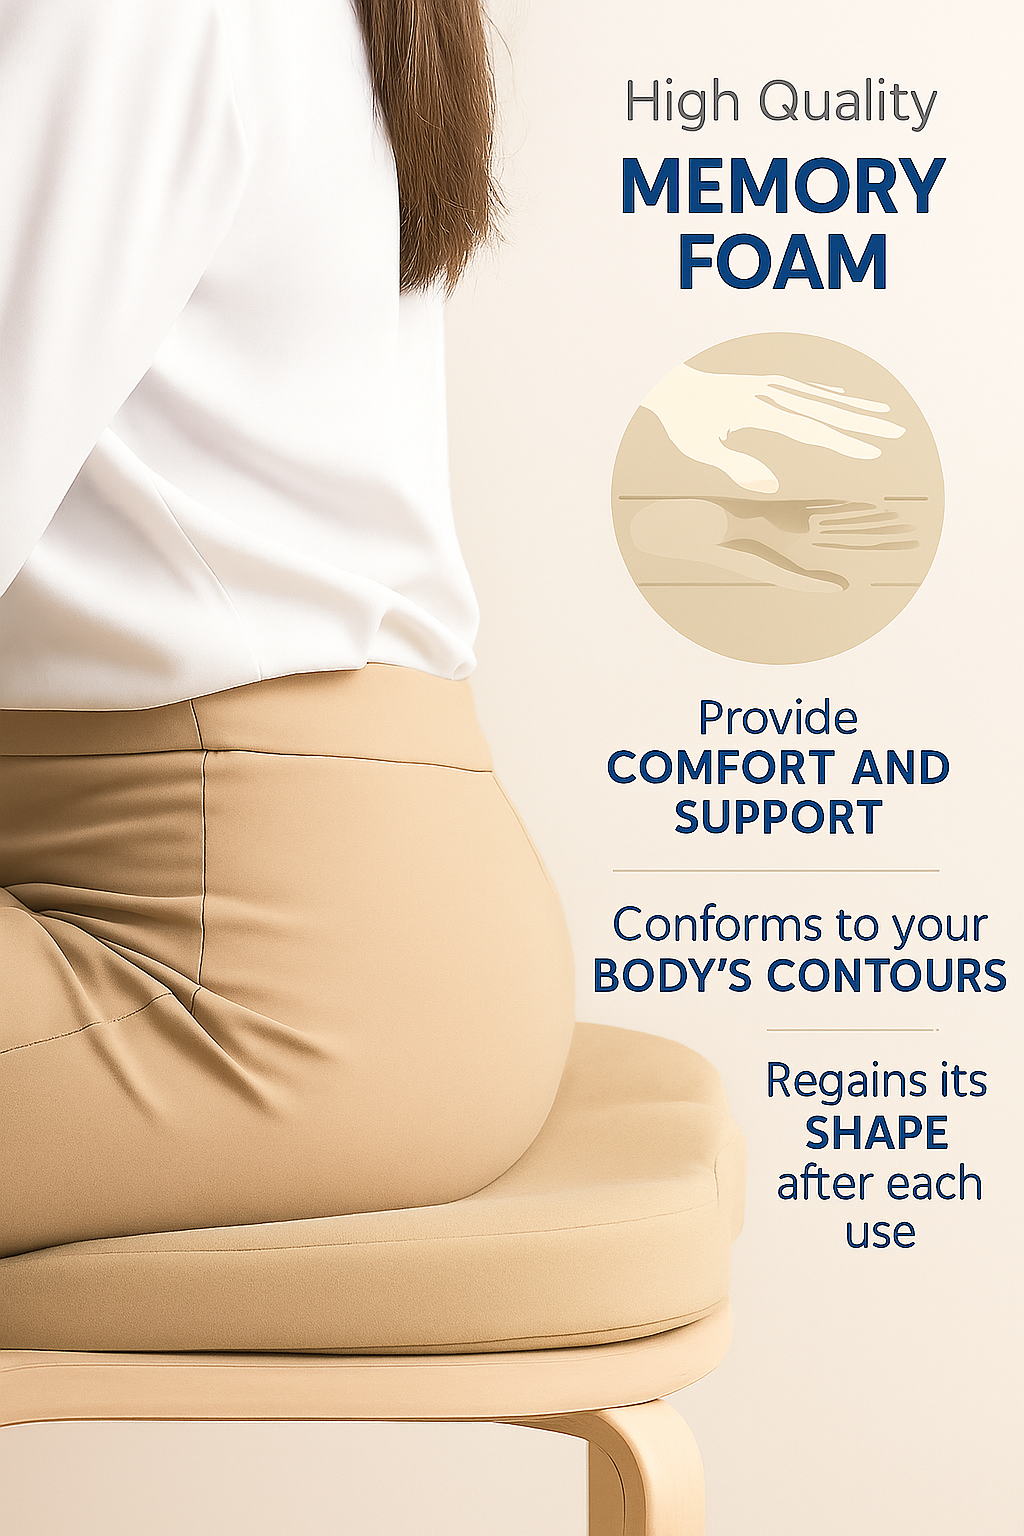 High Quality
MEMORY
FOAM
Provide
COMFORT AND
SUPPORT
Conforms to your
BODY’S CONTOURS
Regains its
SHAPE
after each
use